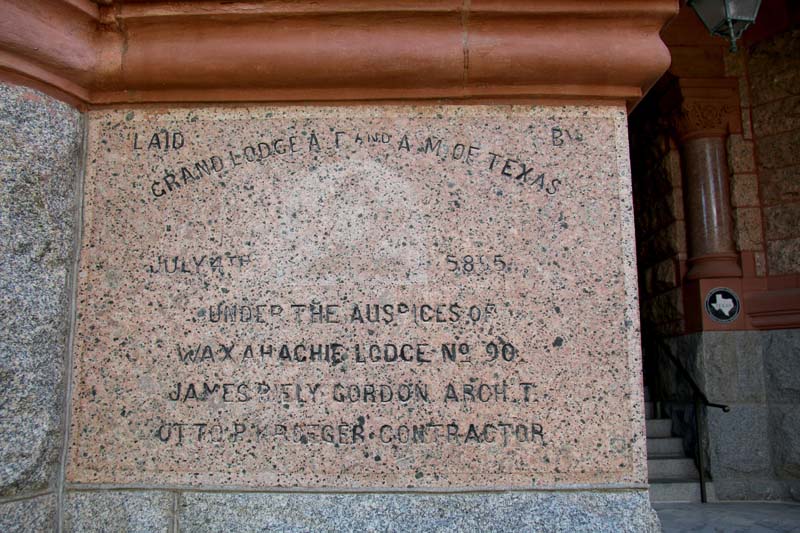 LAID BY
GRAND LODGE A.F. AND A.M. OF TEXAS
JULY 4TH 5895
UNDER THE AUSPICES OF
WAXAHACHIE LODGE No 90
JAMES RIELY GORDON ARCH.T.
OTTO P. KROEGER CONTRACTOR